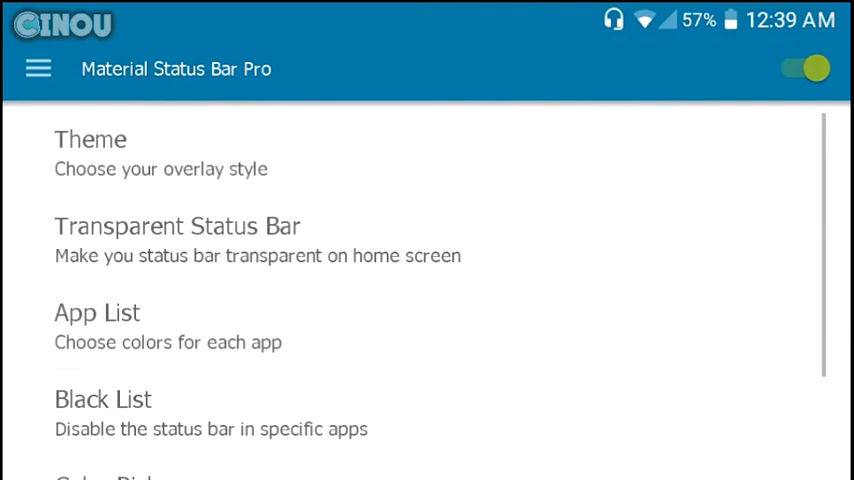 CINOU
57% 12:39 AM
Material Status Bar Pro
Theme
Choose your overlay style
Transparent Status Bar
Make you status bar transparent on home screen
App List
Choose colors for each app
Black List
Disable the status bar in specific apps